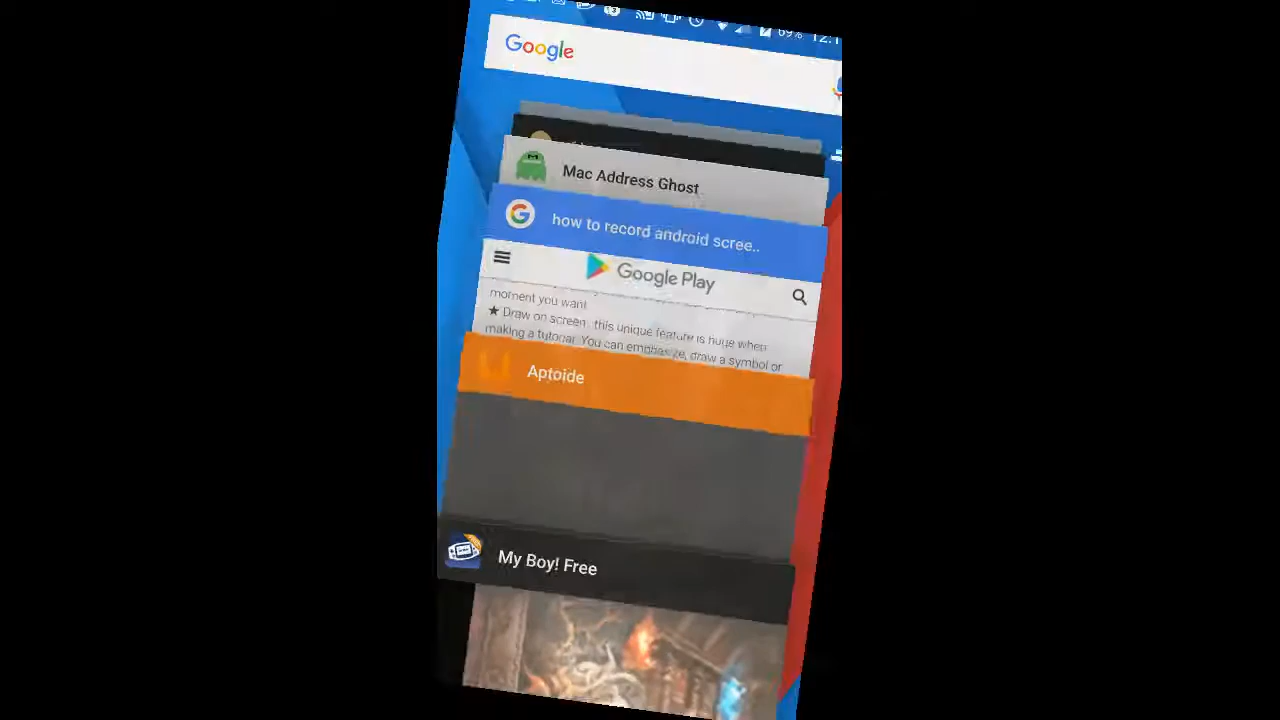 69%
Google
Mac Address Ghost
how to record android scree..
Google Play
moment you want
★ Draw on screen : this unique feature is huge when
making a tutorial. You can emphasize, draw a symbol or
Aptoide
My Boy! Free